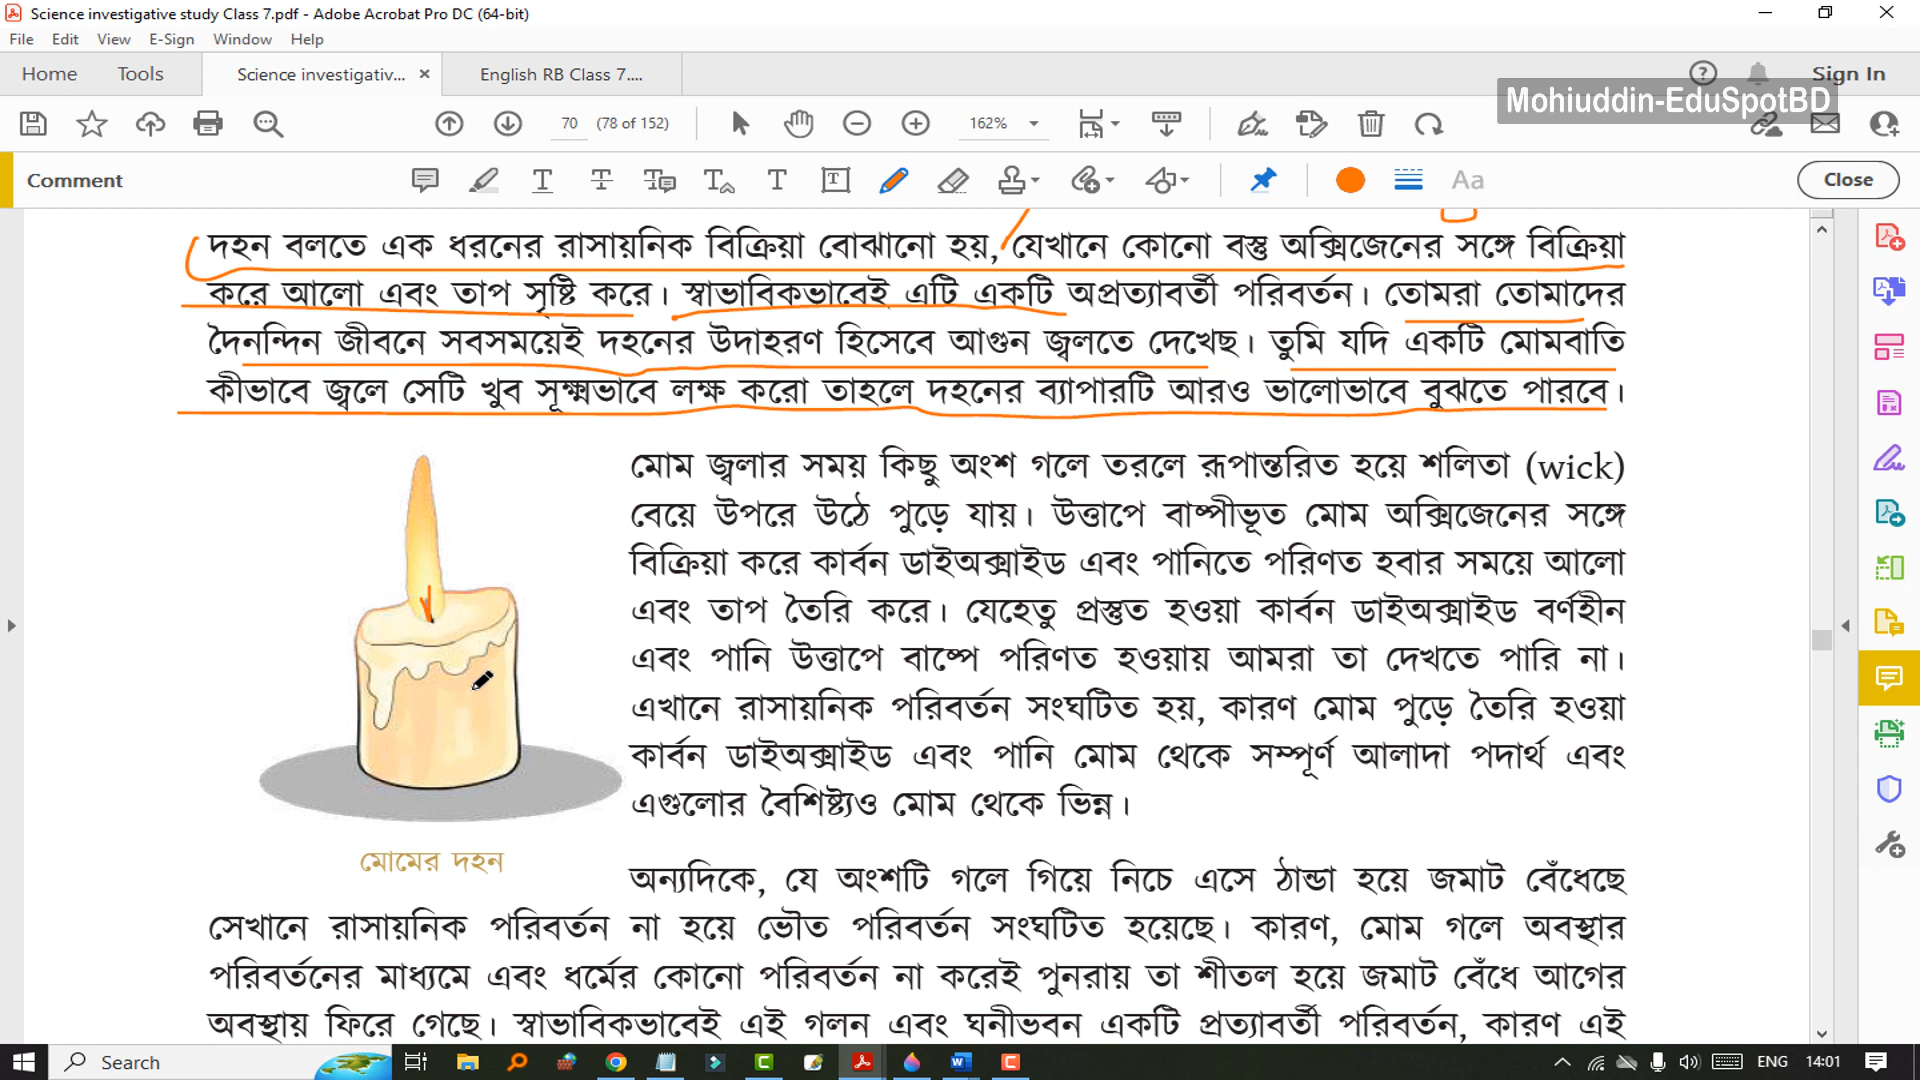 Science investigative study Class 7.pdf - Adobe Acrobat Pro DC (64-bit)
File Edit View E-Sign Window Help
Home Tools Science investigativ... English RB Class 7.... Sign In
Mohiuddin-EduSpotBD
70 (78 of 152) 162%
Comment Close
দহন বলতে এক ধরনের রাসায়নিক বিক্রিয়া বোঝানো হয়, যেখানে কোনো বস্তু অক্সিজেনের সঙ্গে বিক্রিয়া
করে আলো এবং তাপ সৃষ্টি করে। স্বাভাবিকভাবেই এটি একটি অপ্রত্যাবর্তী পরিবর্তন। তোমরা তোমাদের
দৈনন্দিন জীবনে সবসময়েই দহনের উদাহরণ হিসেবে আগুন জ্বলতে দেখেছ। তুমি যদি একটি মোমবাতি
কীভাবে জ্বলে সেটি খুব সূক্ষ্মভাবে লক্ষ করো তাহলে দহনের ব্যাপারটি আরও ভালোভাবে বুঝতে পারবে।
মোম জ্বলার সময় কিছু অংশ গলে তরলে রূপান্তরিত হয়ে শলিতা (wick)
বেয়ে উপরে উঠে পুড়ে যায়। উত্তাপে বাষ্পীভূত মোম অক্সিজেনের সঙ্গে
বিক্রিয়া করে কার্বন ডাইঅক্সাইড এবং পানিতে পরিণত হবার সময়ে আলো
এবং তাপ তৈরি করে। যেহেতু প্রস্তুত হওয়া কার্বন ডাইঅক্সাইড বর্ণহীন
এবং পানি উত্তাপে বাষ্পে পরিণত হওয়ায় আমরা তা দেখতে পারি না।
এখানে রাসায়নিক পরিবর্তন সংঘটিত হয়, কারণ মোম পুড়ে তৈরি হওয়া
কার্বন ডাইঅক্সাইড এবং পানি মোম থেকে সম্পূর্ণ আলাদা পদার্থ এবং
এগুলোর বৈশিষ্ট্যও মোম থেকে ভিন্ন।
মোমের দহন
অন্যদিকে, যে অংশটি গলে গিয়ে নিচে এসে ঠান্ডা হয়ে জমাট বেঁধেছে
সেখানে রাসায়নিক পরিবর্তন না হয়ে ভৌত পরিবর্তন সংঘটিত হয়েছে। কারণ, মোম গলে অবস্থার
পরিবর্তনের মাধ্যমে এবং ধর্মের কোনো পরিবর্তন না করেই পুনরায় তা শীতল হয়ে জমাট বেঁধে আগের
অবস্থায় ফিরে গেছে। স্বাভাবিকভাবেই এই গলন এবং ঘনীভবন একটি প্রত্যাবর্তী পরিবর্তন, কারণ এই
Search ENG 14:01